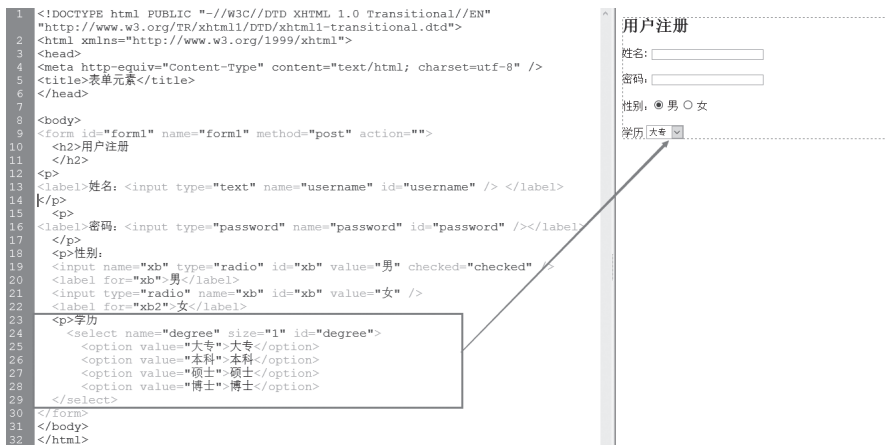 1 <!DOCTYPE html PUBLIC "-//W3C//DTD XHTML 1.0 Transitional//EN"
"http://www.w3.org/TR/xhtml1/DTD/xhtml1-transitional.dtd">
2 <html xmlns="http://www.w3.org/1999/xhtml">
3 <head>
4 <meta http-equiv="Content-Type" content="text/html; charset=utf-8" />
5 <title>表单元素</title>
6 </head>
7
8 <body>
9 <form id="form1" name="form1" method="post" action="">
10 <h2>用户注册
11 </h2>
12 <p>
13 <label>姓名：<input type="text" name="username" id="username" /> </label>
14 </p>
15 <p>
16 <label>密码：<input type="password" name="password" id="password" /></label>
17 </p>
18 <p>性别：
19 <input name="xb" type="radio" id="xb" value="男" checked="checked" />
20 <label for="xb">男</label>
21 <input type="radio" name="xb" id="xb" value="女" />
22 <label for="xb2">女</label>
23 <p>学历
24 <select name="degree" size="1" id="degree">
25 <option value="大专">大专</option>
26 <option value="本科">本科</option>
27 <option value="硕士">硕士</option>
28 <option value="博士">博士</option>
29 </select>
30 </form>
31 </body>
32 </html>
用户注册
姓名：
密码：
性别：男 女
学历 大专